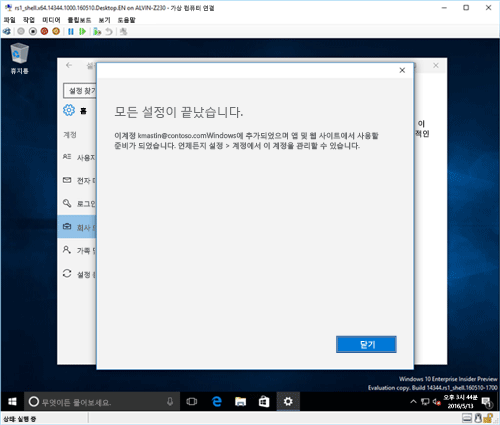 rs1_shell.x64.14344.1000.160510.Desktop.EN on ALVIN-Z230 - 가상 컴퓨터 연결
파일 작업 미디어 클립보드 보기 도움말
휴지통
설정 찾기
홈
계정
사용자
전자 메
로그인
회사
가족 및
설정
이
적인
모든 설정이 끝났습니다.
이계정 kmastin@contoso.comWindows에 추가되었으며 앱 및 웹 사이트에서 사용할
준비가 되었습니다. 언제든지 설정 > 계정에서 이 계정을 관리할 수 있습니다.
닫기
Windows 10 Enterprise Insider Preview
Evaluation copy. Build 14344.rs1_shell.160510-1700
무엇이든 물어보세요.
오후 3시 44분
2016/5/13
상태: 실행 중